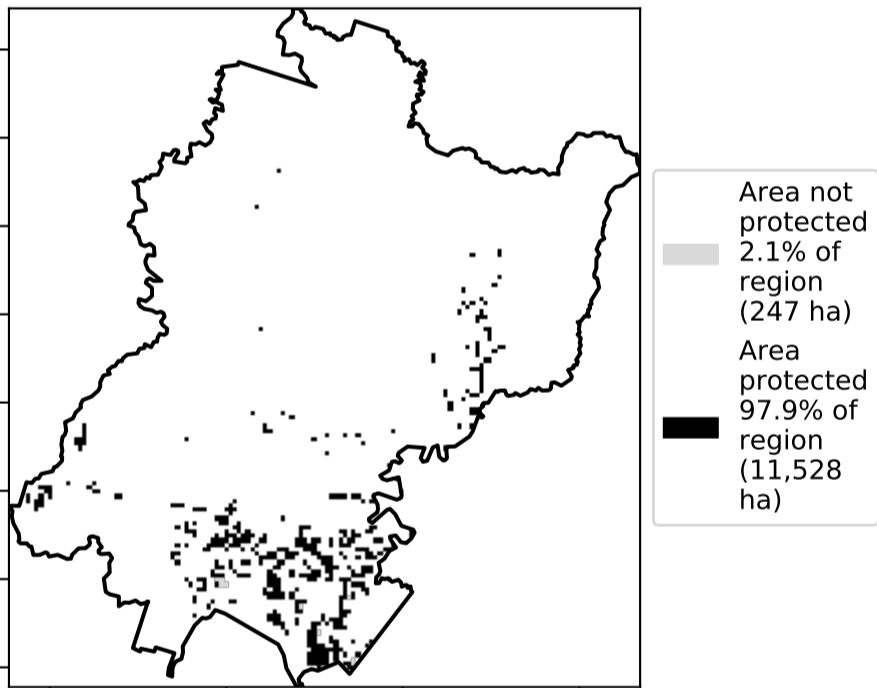 Area not
protected
2.1% of
region
(247 ha)
Area
protected
97.9% of
region
(11,528
ha)